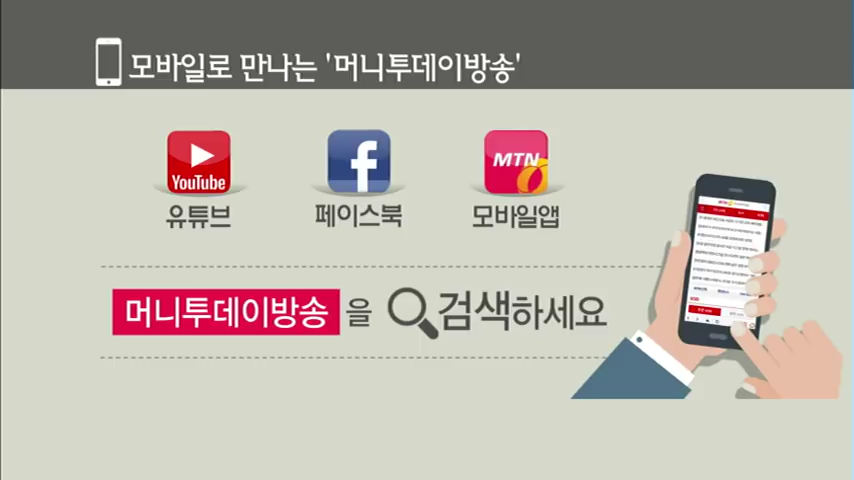 모바일로 만나는 '머니투데이방송'
YouTube
MTN
유튜브
페이스북
모바일앱
머니투데이방송을 검색하세요